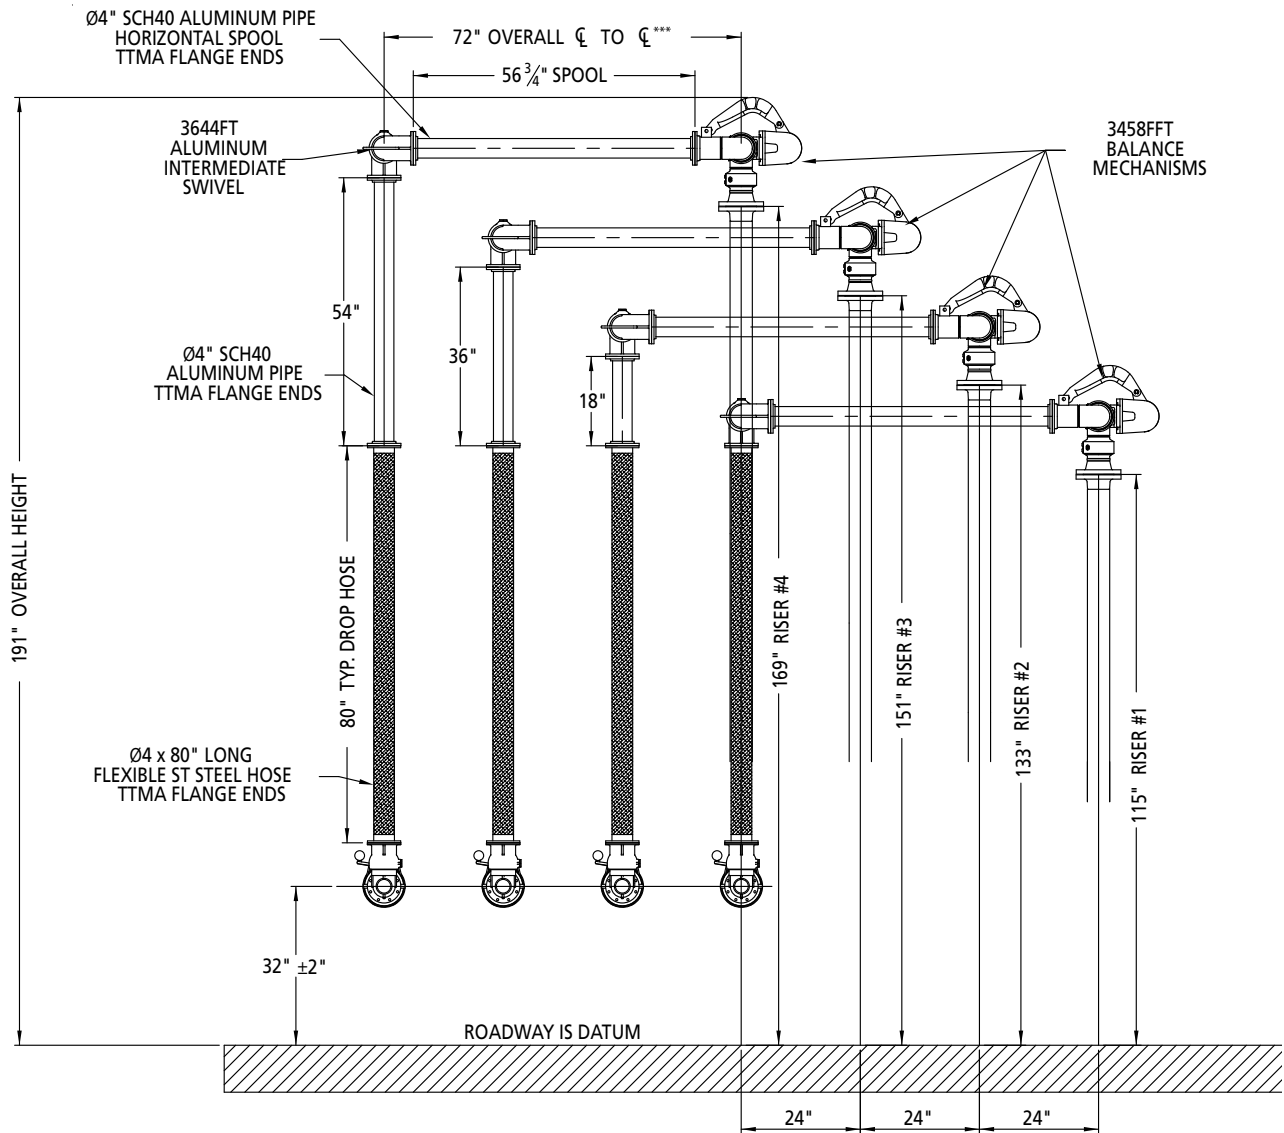 Ø4" SCH40 ALUMINUM PIPE
HORIZONTAL SPOOL
TTMA FLANGE ENDS
72" OVERALL ℄ TO ℄***
56 3/4" SPOOL
3644FT
ALUMINUM
INTERMEDIATE
SWIVEL
3458FFT
BALANCE
MECHANISMS
54"
36"
18"
Ø4" SCH40
ALUMINUM PIPE
TTMA FLANGE ENDS
191" OVERALL HEIGHT
80" TYP. DROP HOSE
169" RISER #4
151" RISER #3
133" RISER #2
115" RISER #1
Ø4 x 80" LONG
FLEXIBLE ST STEEL HOSE
TTMA FLANGE ENDS
32" ±2"
ROADWAY IS DATUM
24"
24"
24"